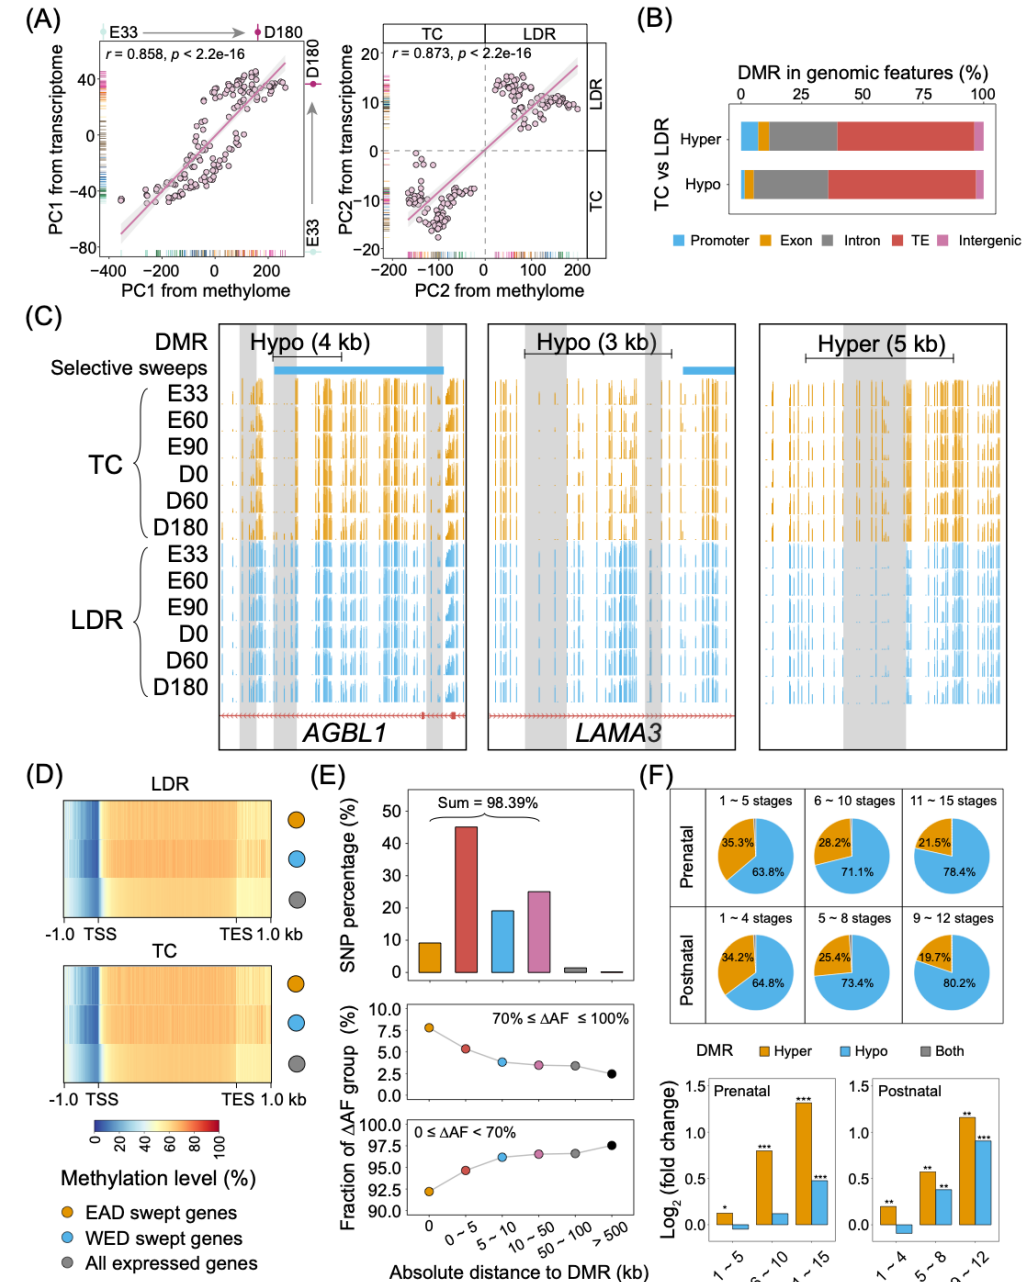 (A)
E33
D180
r = 0.858, p < 2.2e-16
PC1 from transcriptome
40
0
−40
−80
−400
−200
0
200
PC1 from methylome
D180
E33
TC
LDR
r = 0.873, p < 2.2e-16
PC2 from transcriptome
20
10
0
−10
−20
−200
−100
0
100
200
PC2 from methylome
LDR
TC
(B)
DMR in genomic features (%)
0
25
50
75
100
TC vs LDR
Hyper
Hypo
Promoter
Exon
Intron
TE
Intergenic
(C)
DMR
Selective sweeps
Hypo (4 kb)
Hypo (3 kb)
Hyper (5 kb)
TC
E33
E60
E90
D0
D60
D180
LDR
E33
E60
E90
D0
D60
D180
AGBL1
LAMA3
(D)
LDR
-1.0
TSS
TES
1.0 kb
TC
-1.0
TSS
TES
1.0 kb
0
20
40
60
80
100
Methylation level (%)
EAD swept genes
WED swept genes
All expressed genes
(E)
Sum = 98.39%
SNP percentage (%)
50
40
30
20
10
0
Fraction of ΔAF group (%)
70% ≤ ΔAF ≤ 100%
10.0
7.5
5.0
2.5
0.0
0 ≤ ΔAF < 70%
100.0
97.5
95.0
92.5
90.0
0
0 ~ 5
5 ~ 10
10 ~ 50
50 ~ 100
> 500
Absolute distance to DMR (kb)
(F)
1 ~ 5 stages
6 ~ 10 stages
11 ~ 15 stages
Prenatal
35.3%
63.8%
28.2%
71.1%
21.5%
78.4%
1 ~ 4 stages
5 ~ 8 stages
9 ~ 12 stages
Postnatal
34.2%
64.8%
25.4%
73.4%
19.7%
80.2%
DMR
Hyper
Hypo
Both
Log2 (fold change)
Prenatal
1.5
1.0
0.5
0.0
*
***
***
***
1 ~ 5
6 ~ 10
Postnatal
1.5
1.0
0.5
0.0
**
**
**
**
***
1 ~ 4
5 ~ 8